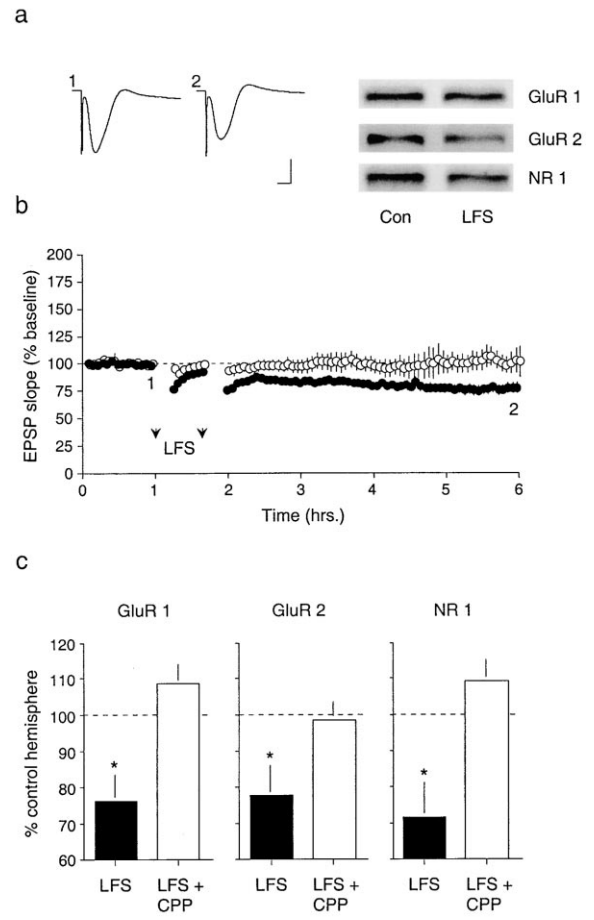 a
1
2
GluR 1
GluR 2
NR 1
Con LFS
b
EPSP slope (% baseline)
200
175
150
125
100
75
50
25
0
1
2
LFS
0 1 2 3 4 5 6
Time (hrs.)
c
GluR 1 GluR 2 NR 1
% control hemisphere
120
110
100
90
80
70
60
* * *
LFS LFS + CPP LFS LFS + CPP LFS LFS + CPP